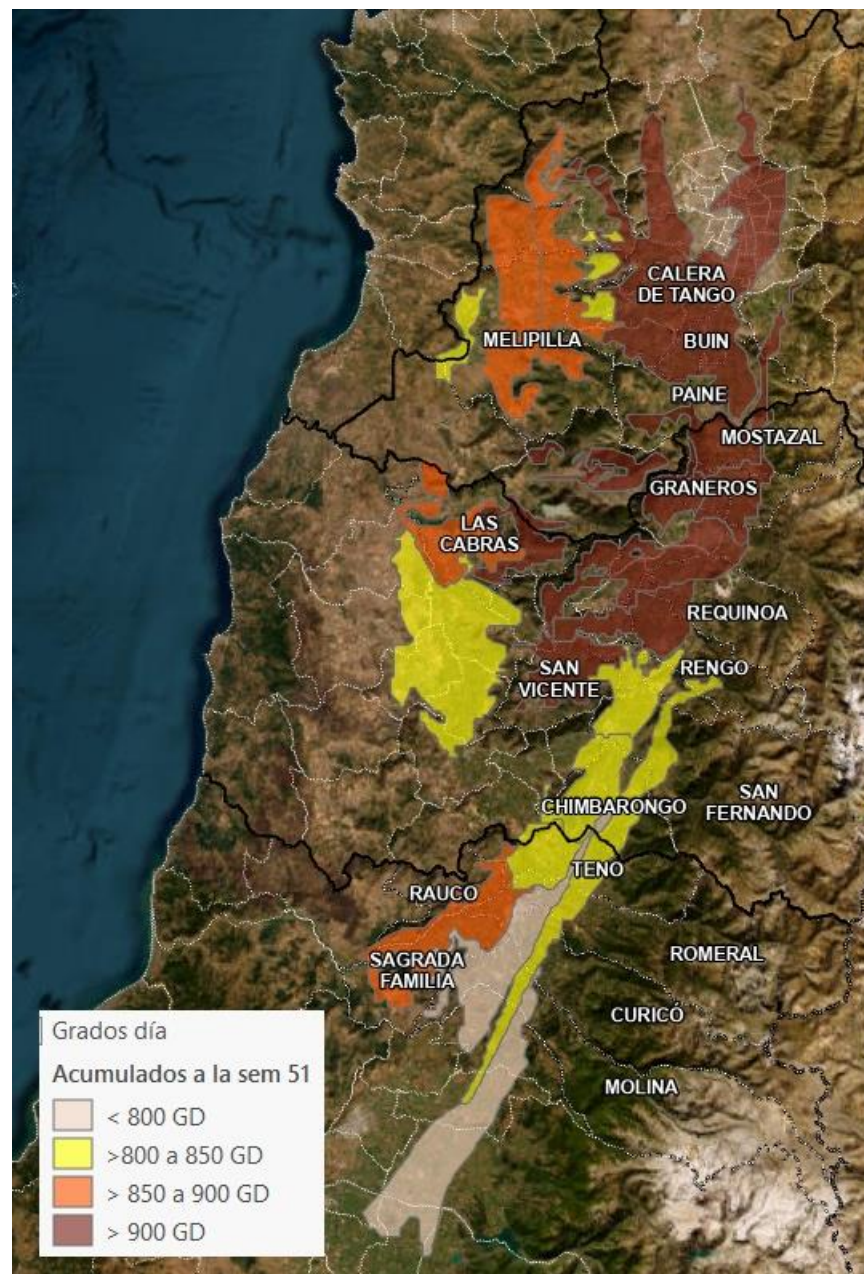 CALERA
DE TANGO
MELIPILLA
BUIN
PAINE
MOSTAZAL
GRANEROS
LAS
CABRAS
REQUINOA
SAN
VICENTE
RENGO
CHIMBARONGO
SAN
FERNANDO
TENO
RAUCO
SAGRADA
FAMILIA
ROMERAL
CURICÓ
MOLINA
Grados día
Acumulados a la sem 51
< 800 GD
>800 a 850 GD
> 850 a 900 GD
> 900 GD